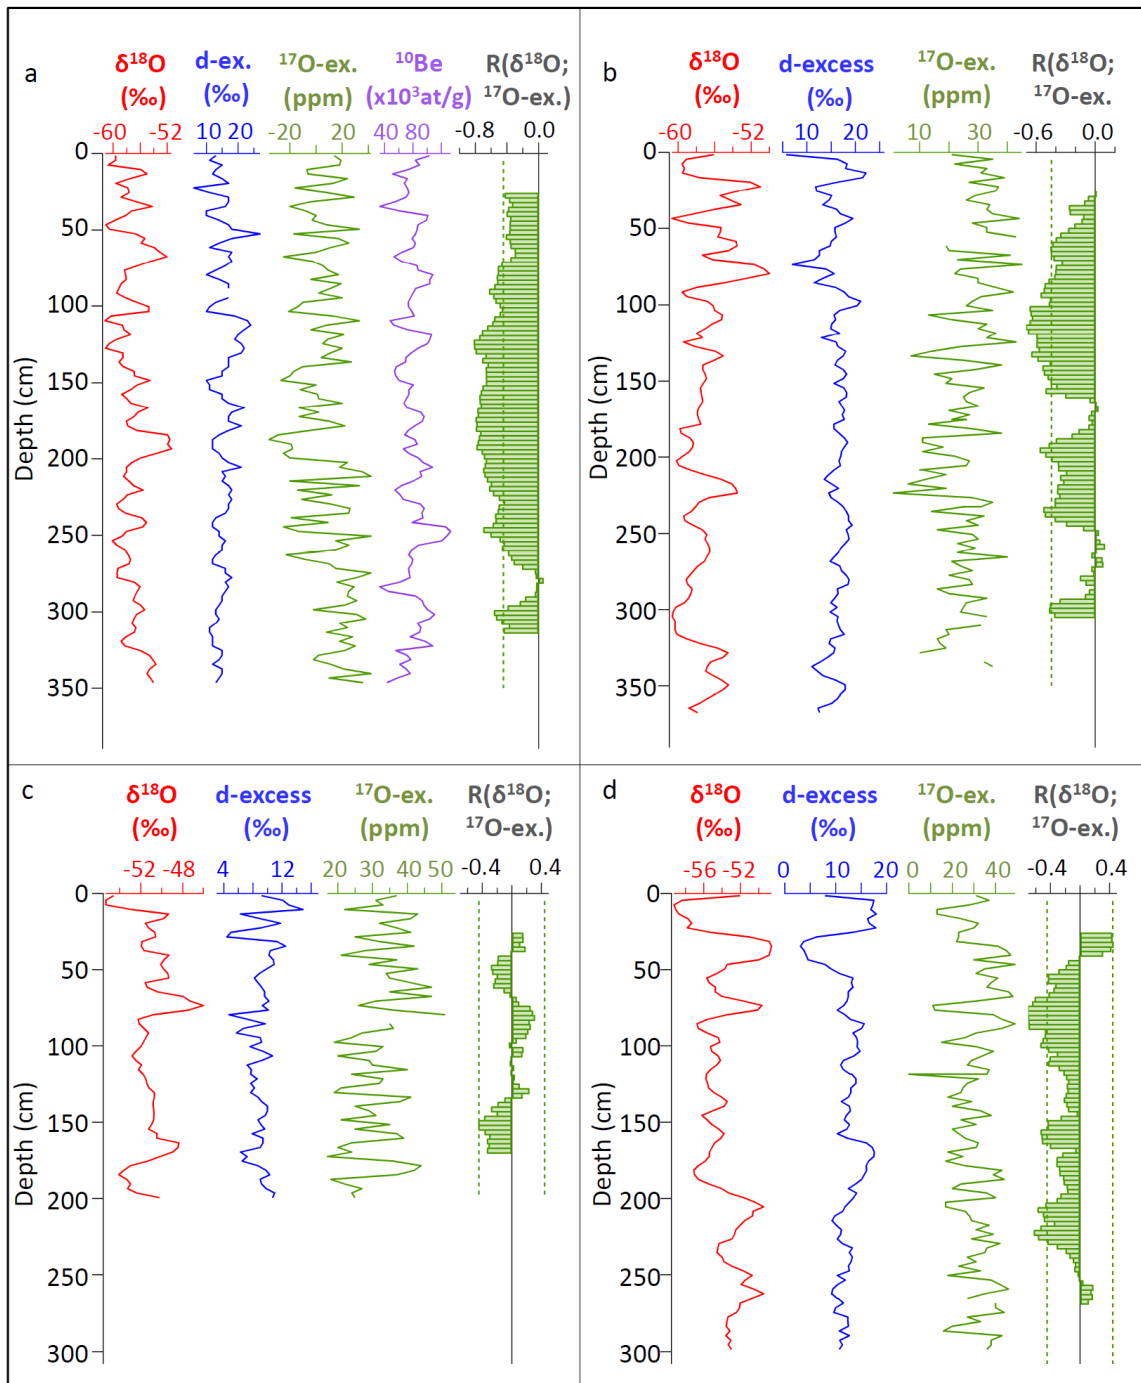 a
δ18O d-ex. 17O-ex. 10Be R(δ18O;
(‰) (‰) (ppm) (x10³at/g) 17O-ex.)
-60 -52 10 20 -20 20 40 80 -0.8 0.0
0
50
100
150
200
250
300
350
Depth (cm)
b
δ18O d-excess 17O-ex. R(δ18O;
(‰) (‰) (ppm) 17O-ex.
-60 -52 10 20 10 30 -0.6 0.0
0
50
100
150
200
250
300
350
Depth (cm)
c
δ18O d-excess 17O-ex. R(δ18O;
(‰) (‰) (ppm) 17O-ex.)
-52 -48 4 12 20 30 40 50 -0.4 0.4
0
50
100
150
200
250
300
Depth (cm)
d
δ18O d-excess 17O-ex. R(δ18O;
(‰) (‰) (ppm) 17O-ex.)
-56 -52 0 10 20 0 20 40 -0.4 0.4
0
50
100
150
200
250
300
Depth (cm)